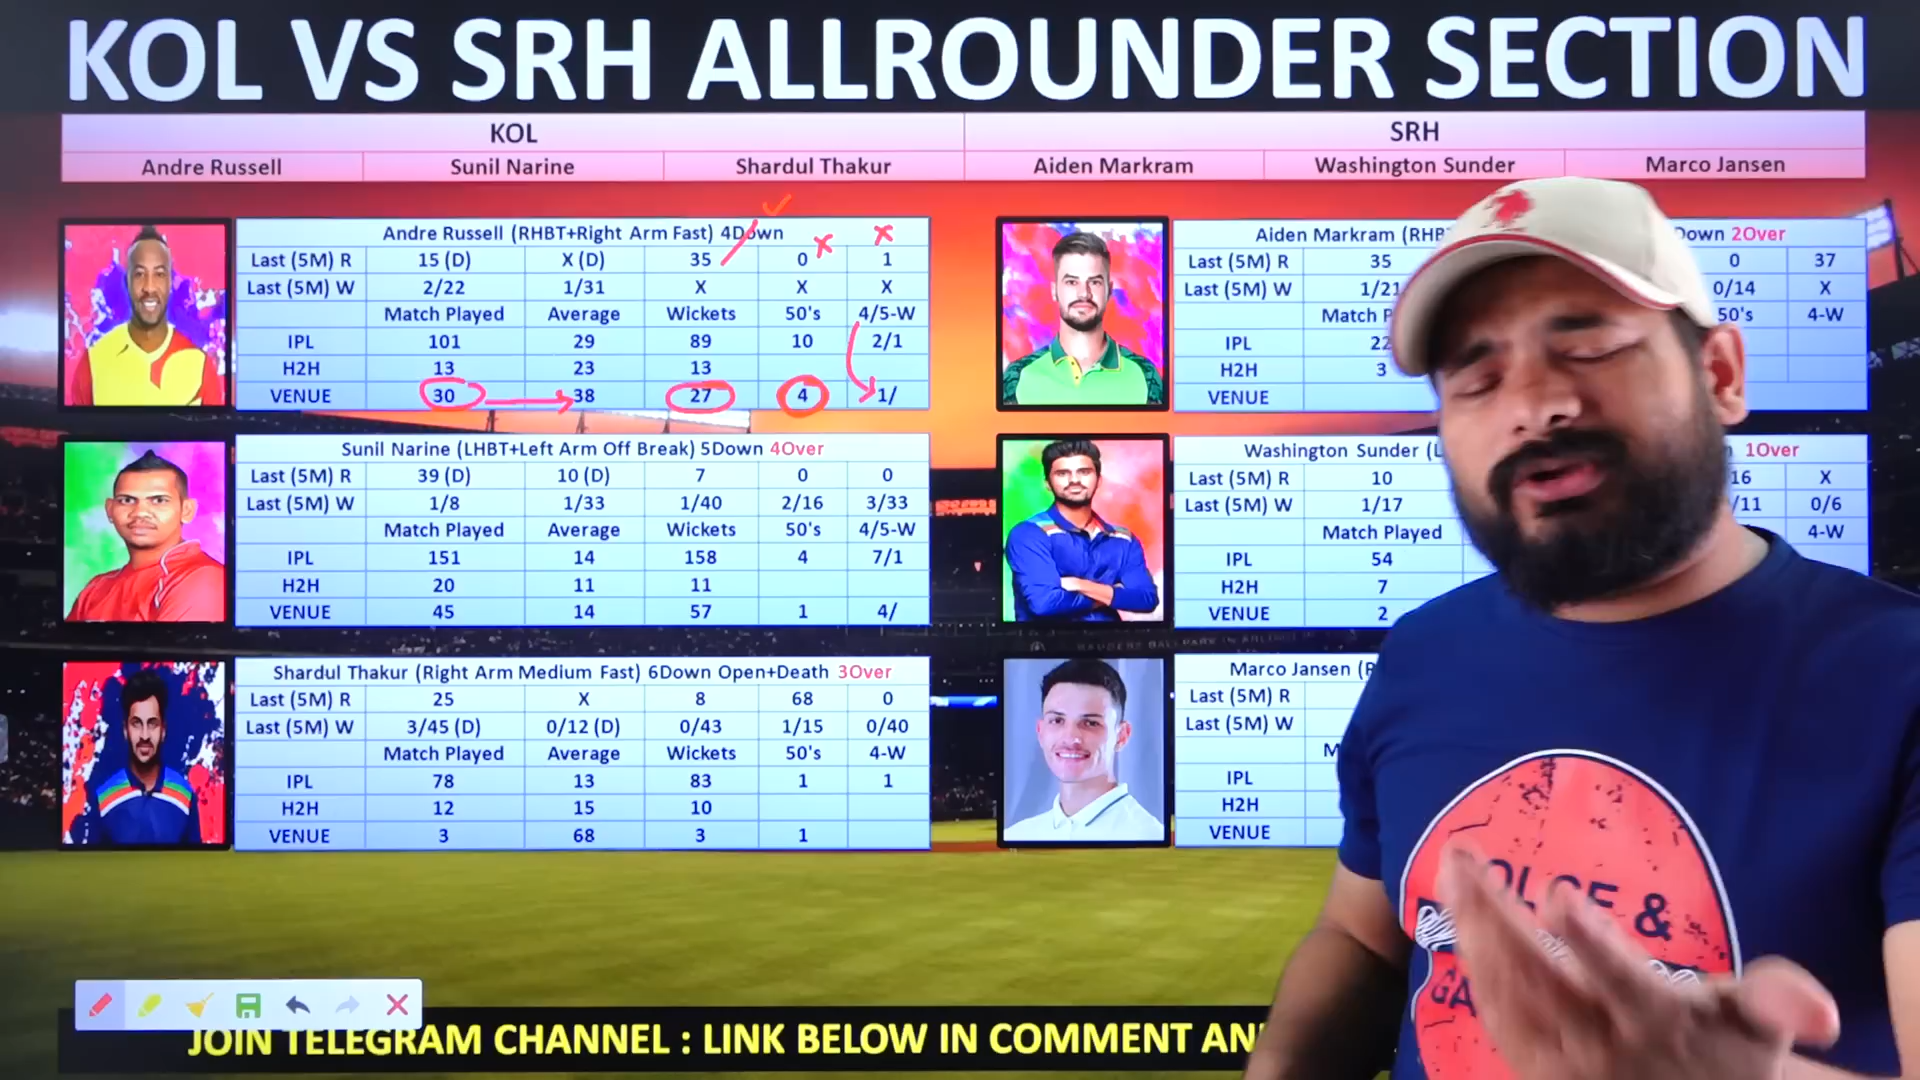 KOL VS SRH ALLROUNDER SECTION
KOL SRH
Andre Russell Sunil Narine Shardul Thakur Aiden Markram Washington Sunder Marco Jansen
Andre Russell (RHBT+Right Arm Fast) 4Down
Last (5M) R 15 (D) X (D) 35 0 1
Last (5M) W 2/22 1/31 X X X
Match Played Average Wickets 50's 4/5-W
IPL 101 29 89 10 2/1
H2H 13 23 13
VENUE 30 38 27 4 1/
Sunil Narine (LHBT+Left Arm Off Break) 5Down 4Over
Last (5M) R 39 (D) 10 (D) 7 0 0
Last (5M) W 1/8 1/33 1/40 2/16 3/33
Match Played Average Wickets 50's 4/5-W
IPL 151 14 158 4 7/1
H2H 20 11 11
VENUE 45 14 57 1 4/
Shardul Thakur (Right Arm Medium Fast) 6Down Open+Death 3Over
Last (5M) R 25 X 8 68 0
Last (5M) W 3/45 (D) 0/12 (D) 0/43 1/15 0/40
Match Played Average Wickets 50's 4-W
IPL 78 13 83 1 1
H2H 12 15 10
VENUE 3 68 3 1
Aiden Markram (RHB Down 2Over
Last (5M) R 35 0 37
Last (5M) W 1/21 0/14 X
Match P 50's 4-W
IPL 22
H2H 3
VENUE
Washington Sunder (L 1Over
Last (5M) R 10 16 X
Last (5M) W 1/17 /11 0/6
Match Played 4-W
IPL 54
H2H 7
VENUE 2
Marco Jansen (R
Last (5M) R
Last (5M) W
M
IPL
H2H
VENUE
JOIN TELEGRAM CHANNEL : LINK BELOW IN COMMENT AN